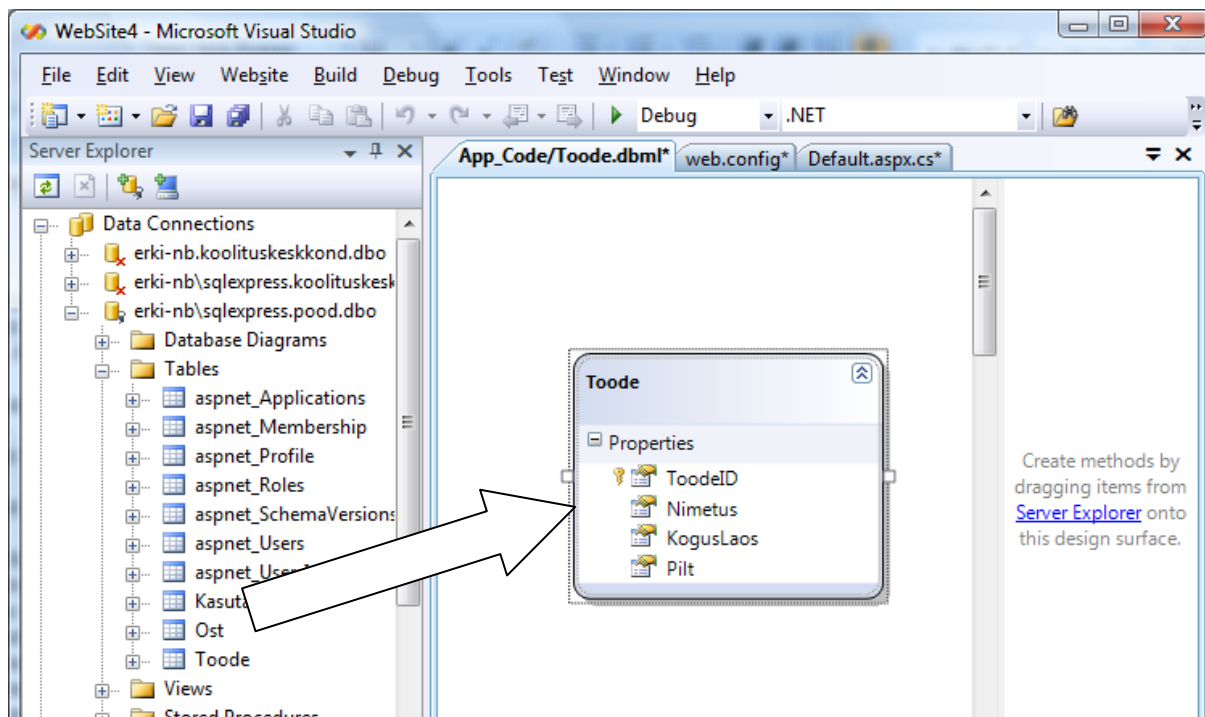 WebSite4 - Microsoft Visual Studio
File Edit View Website Build Debug Tools Test Window Help
Debug .NET
Server Explorer
App_Code/Toode.dbml* web.config* Default.aspx.cs*
Data Connections
erki-nb.koolituskeskkond.dbo
erki-nb\sqlexpress.koolituskesk
erki-nb\sqlexpress.pood.dbo
Database Diagrams
Tables
aspnet_Applications
aspnet_Membership
aspnet_Profile
aspnet_Roles
aspnet_SchemaVersions
aspnet_Users
Ost
Toode
Views
Stored Procedures
Toode
Properties
ToodeID
Nimetus
KogusLaos
Pilt
Create methods by
dragging items from
Server Explorer onto
this design surface.